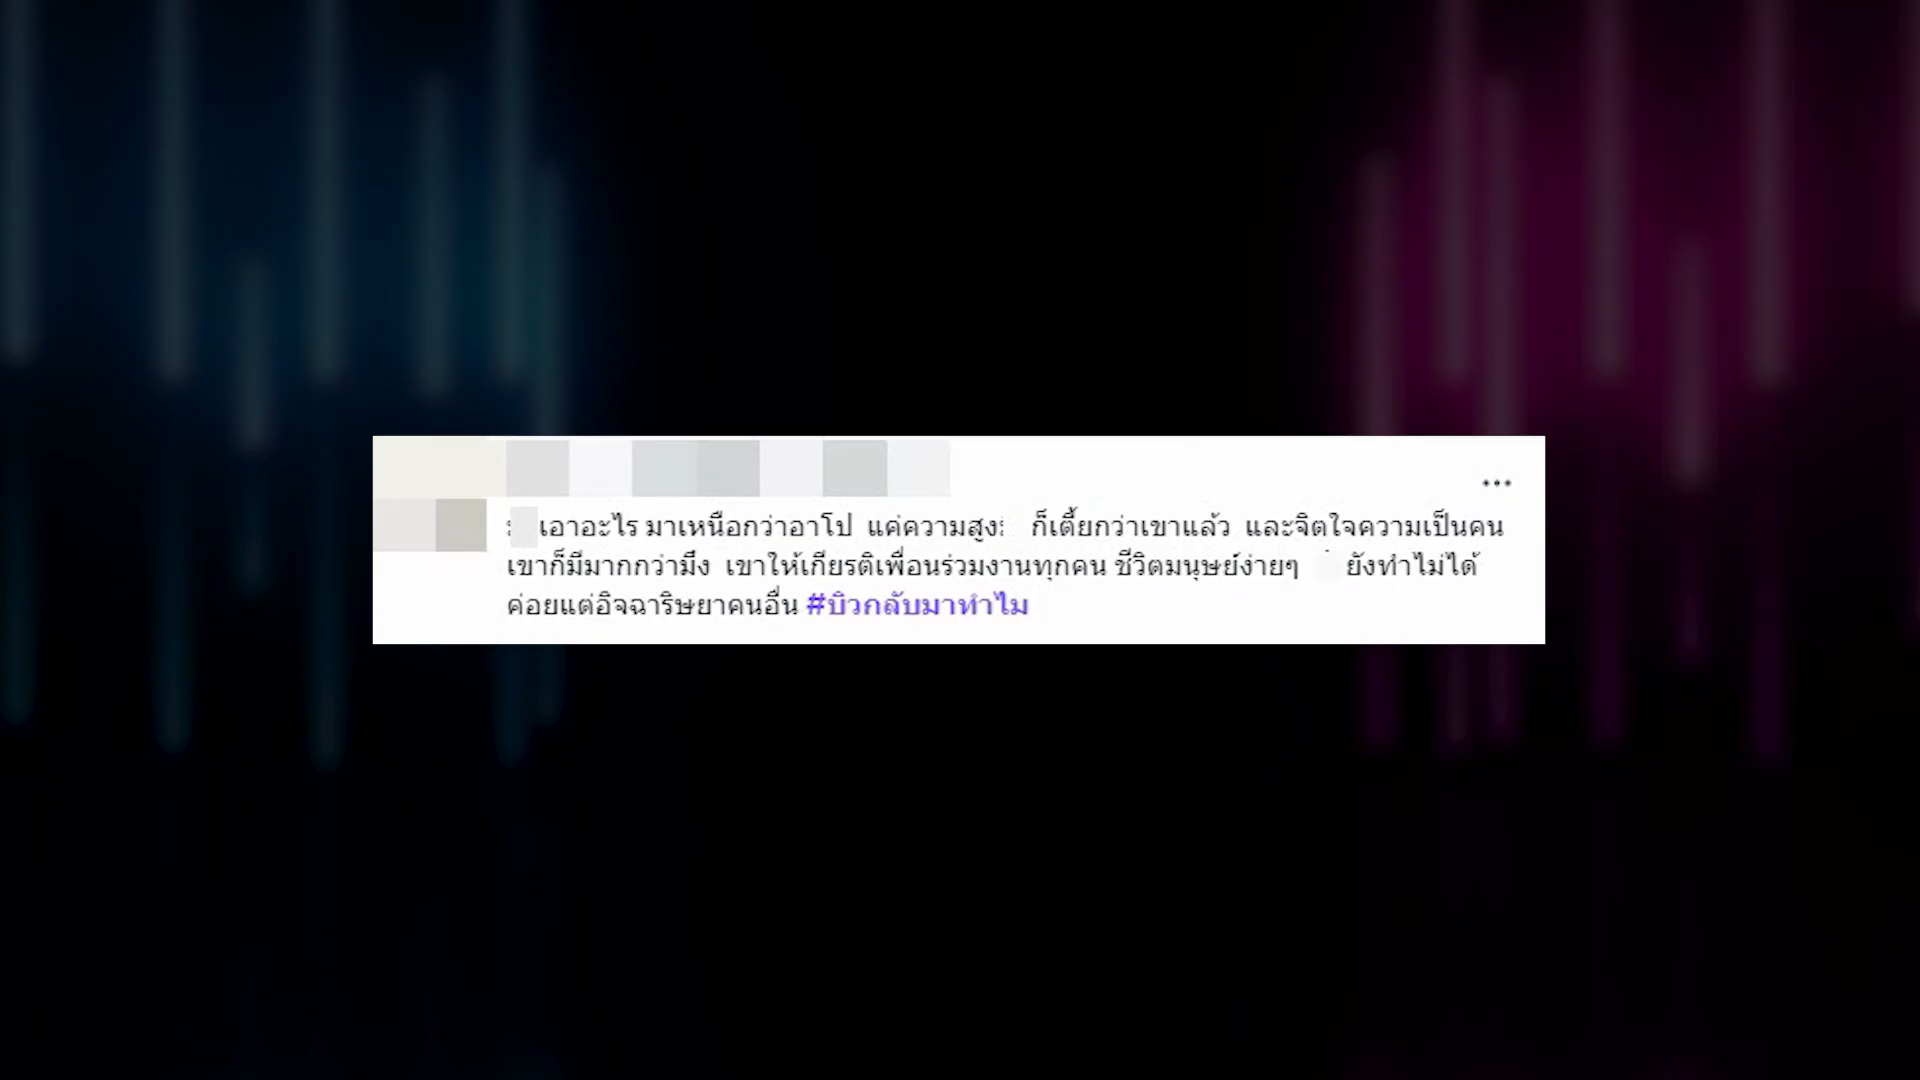 เอาอะไร มาเหนือกว่าอาโป แค่ความสูง ก็เตี้ยกว่าเขาแล้ว และจิตใจความเป็นคน
เขาก็มีมากกว่ามึง เขาให้เกียรติเพื่อนร่วมงานทุกคน ชีวิตมนุษย์ง่ายๆ ยังทำไม่ได้
ค่อยแต่อิจฉาริษยาคนอื่น #บิวกลับมาทำไม